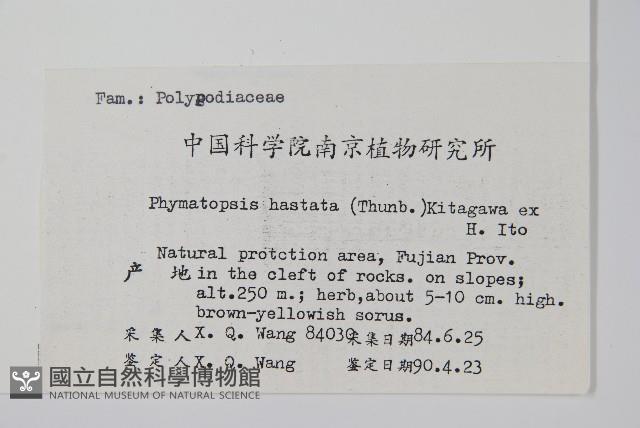 Fam.: Polypodiaceae
中国科学院南京植物研究所
Phymatopsis hastata (Thunb.)Kitagawa ex
H. Ito
Natural protction area, Fujian Prov.
产 地 in the cleft of rocks. on slopes;
alt.250 m.; herb,about 5-10 cm. high.
brown-yellowish sorus.
采集人 X. Q. Wang 84030 采集日期 84.6.25
鉴定人 X. Q. Wang 鉴定日期 90.4.23
國立自然科學博物館
NATIONAL MUSEUM OF NATURAL SCIENCE